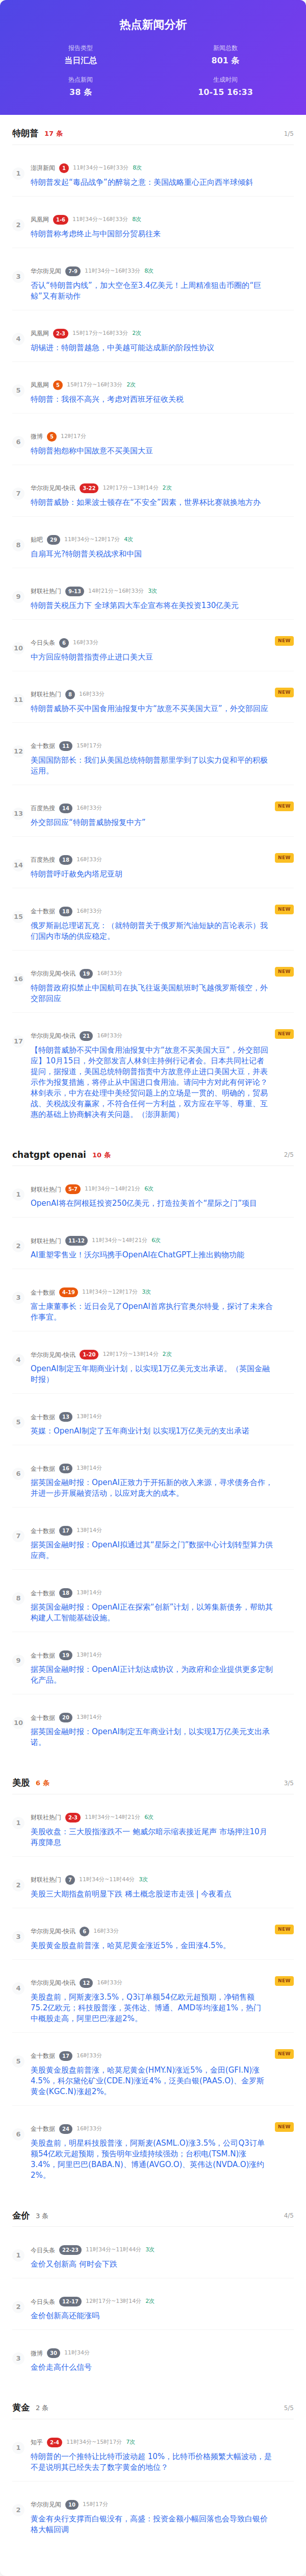 热点新闻分析
报告类型
新闻总数
当日汇总
801 条
热点新闻
生成时间
38 条
10-15 16:33
特朗普 17 条 1/5
1
澎湃新闻 1 11时34分~16时33分 8次
特朗普发起“毒品战争”的醉翁之意：美国战略重心正向西半球倾斜
2
凤凰网 1-6 11时34分~16时33分 8次
特朗普称考虑终止与中国部分贸易往来
3
华尔街见闻 7-9 11时34分~16时33分 8次
否认“特朗普内线”，加大空仓至3.4亿美元！上周精准狙击币圈的“巨
鲸”又有新动作
4
凤凰网 2-3 15时17分~16时33分 2次
胡锡进：特朗普越急，中美越可能达成新的阶段性协议
5
凤凰网 5 15时17分~16时33分 2次
特朗普：我很不高兴，考虑对西班牙征收关税
6
微博 5 12时17分
特朗普抱怨称中国故意不买美国大豆
7
华尔街见闻-快讯 3-22 12时17分~13时14分 2次
特朗普威胁：如果波士顿存在“不安全”因素，世界杯比赛就换地方办
8
贴吧 29 11时34分~12时17分 4次
自扇耳光?特朗普关税战求和中国
9
财联社热门 9-13 14时21分~16时33分 3次
特朗普关税压力下 全球第四大车企宣布将在美投资130亿美元
10
今日头条 6 16时33分 NEW
中方回应特朗普指责停止进口美大豆
11
财联社热门 8 16时33分 NEW
特朗普威胁不买中国食用油报复中方“故意不买美国大豆”，外交部回应
12
金十数据 11 15时17分
美国国防部长：我们从美国总统特朗普那里学到了以实力促和平的积极
运用。
13
百度热搜 14 16时33分 NEW
外交部回应“特朗普威胁报复中方”
14
百度热搜 18 16时33分 NEW
特朗普呼吁赦免内塔尼亚胡
15
金十数据 18 16时33分 NEW
俄罗斯副总理诺瓦克：（就特朗普关于俄罗斯汽油短缺的言论表示）我
们国内市场的供应稳定。
16
华尔街见闻-快讯 19 16时33分 NEW
特朗普政府拟禁止中国航司在执飞往返美国航班时飞越俄罗斯领空，外
交部回应
17
华尔街见闻-快讯 21 16时33分 NEW
【特朗普威胁不买中国食用油报复中方“故意不买美国大豆”，外交部回
应】10月15日，外交部发言人林剑主持例行记者会。日本共同社记者
提问，据报道，美国总统特朗普指责中方故意停止进口美国大豆，并表
示作为报复措施，将停止从中国进口食用油。请问中方对此有何评论？
林剑表示，中方在处理中美经贸问题上的立场是一贯的、明确的，贸易
战、关税战没有赢家，不符合任何一方利益，双方应在平等、尊重、互
惠的基础上协商解决有关问题。（澎湃新闻）
chatgpt openai 10 条 2/5
1
财联社热门 5-7 11时34分~14时21分 6次
OpenAI将在阿根廷投资250亿美元，打造拉美首个“星际之门”项目
2
财联社热门 11-12 11时34分~14时21分 6次
AI重塑零售业！沃尔玛携手OpenAI在ChatGPT上推出购物功能
3
金十数据 4-19 11时34分~12时17分 3次
富士康董事长：近日会见了OpenAI首席执行官奥尔特曼，探讨了未来合
作事宜。
4
华尔街见闻-快讯 1-20 12时17分~13时14分 2次
OpenAI制定五年期商业计划，以实现1万亿美元支出承诺。（英国金融
时报）
5
金十数据 13 13时14分
英媒：OpenAI制定了五年商业计划 以实现1万亿美元的支出承诺
6
金十数据 16 13时14分
据英国金融时报：OpenAI正致力于开拓新的收入来源，寻求债务合作，
并进一步开展融资活动，以应对庞大的成本。
7
金十数据 17 13时14分
据英国金融时报：OpenAI拟通过其“星际之门”数据中心计划转型算力供
应商。
8
金十数据 18 13时14分
据英国金融时报：OpenAI正在探索“创新”计划，以筹集新债务，帮助其
构建人工智能基础设施。
9
金十数据 19 13时14分
据英国金融时报：OpenAI正计划达成协议，为政府和企业提供更多定制
化产品。
10
金十数据 20 13时14分
据英国金融时报：OpenAI制定五年商业计划，以实现1万亿美元支出承
诺。
美股 6 条 3/5
1
财联社热门 2-3 11时34分~14时21分 6次
美股收盘：三大股指涨跌不一 鲍威尔暗示缩表接近尾声 市场押注10月
再度降息
2
财联社热门 7 11时34分~11时44分 3次
美股三大期指盘前明显下跌 稀土概念股逆市走强 | 今夜看点
3
华尔街见闻-快讯 6 16时33分 NEW
美股黄金股盘前普涨，哈莫尼黄金涨近5%，金田涨4.5%。
4
华尔街见闻-快讯 12 16时33分 NEW
美股盘前，阿斯麦涨3.5%，Q3订单额54亿欧元超预期，净销售额
75.2亿欧元；科技股普涨，英伟达、博通、AMD等均涨超1%，热门
中概股走高，阿里巴巴涨超2%。
5
金十数据 17 16时33分 NEW
美股黄金股盘前普涨，哈莫尼黄金(HMY.N)涨近5%，金田(GFI.N)涨
4.5%，科尔黛伦矿业(CDE.N)涨近4%，泛美白银(PAAS.O)、金罗斯
黄金(KGC.N)涨超2%。
6
金十数据 24 16时33分 NEW
美股盘前，明星科技股普涨，阿斯麦(ASML.O)涨3.5%，公司Q3订单
额54亿欧元超预期，预告明年业绩持续强劲；台积电(TSM.N)涨
3.4%，阿里巴巴(BABA.N)、博通(AVGO.O)、英伟达(NVDA.O)涨约
2%。
金价 3 条 4/5
1
今日头条 22-23 11时34分~11时44分 3次
金价又创新高 何时会下跌
2
今日头条 12-17 12时17分~13时14分 2次
金价创新高还能涨吗
3
微博 30 11时34分
金价走高什么信号
黄金 2 条 5/5
1
知乎 2-4 11时34分~15时17分 7次
特朗普的一个推特让比特币波动超 10%，比特币价格频繁大幅波动，是
不是说明其已经失去了数字黄金的地位？
2
华尔街见闻 10 15时17分
黄金有央行支撑而白银没有，高盛：投资金额小幅回落也会导致白银价
格大幅回调